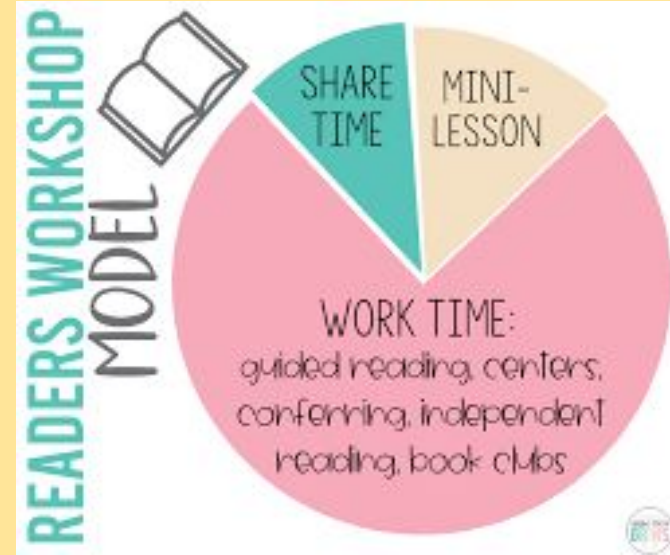 READERS WORKSHOP
MODEL
SHARE
TIME
MINI-
LESSON
WORK TIME:
guided reading, centers,
conferring, independent
reading, book clubs